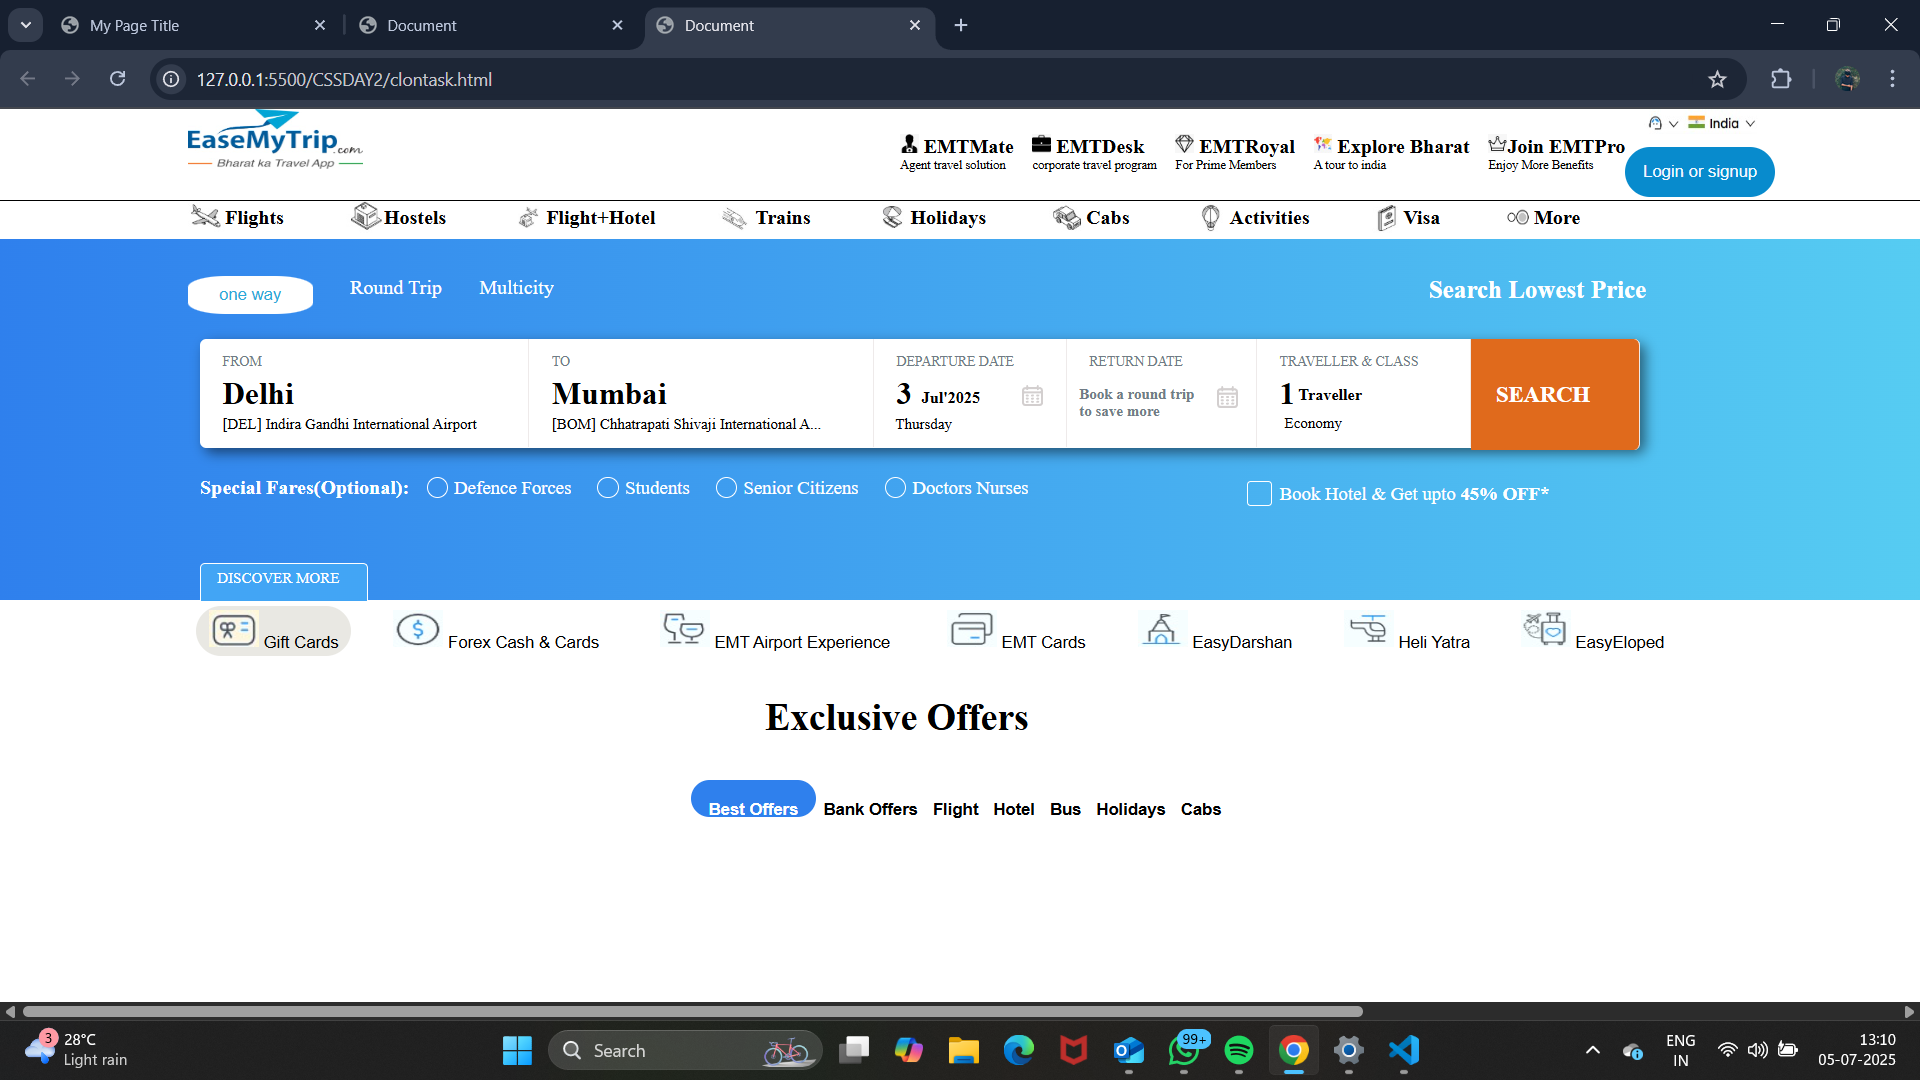 My Page Title
Document
Document
127.0.0.1:5500/CSSDAY2/clontask.html
EaseMyTrip.com
Bharat ka Travel App
India
EMTMate
Agent travel solution
EMTDesk
corporate travel program
EMTRoyal
For Prime Members
Explore Bharat
A tour to india
Join EMTPro
Enjoy More Benefits
Login or signup
Flights
Hostels
Flight+Hotel
Trains
Holidays
Cabs
Activities
Visa
More
one way
Round Trip
Multicity
Search Lowest Price
FROM
Delhi
[DEL] Indira Gandhi International Airport
TO
Mumbai
[BOM] Chhatrapati Shivaji International A...
DEPARTURE DATE
3 Jul'2025
Thursday
RETURN DATE
Book a round trip
to save more
TRAVELLER & CLASS
1 Traveller
Economy
SEARCH
Special Fares(Optional):
Defence Forces
Students
Senior Citizens
Doctors Nurses
Book Hotel & Get upto 45% OFF*
DISCOVER MORE
Gift Cards
Forex Cash & Cards
EMT Airport Experience
EMT Cards
EasyDarshan
Heli Yatra
EasyEloped
Exclusive Offers
Best Offers
Bank Offers
Flight
Hotel
Bus
Holidays
Cabs
3
28°C
Light rain
Search
99+
ENG
IN
13:10
05-07-2025